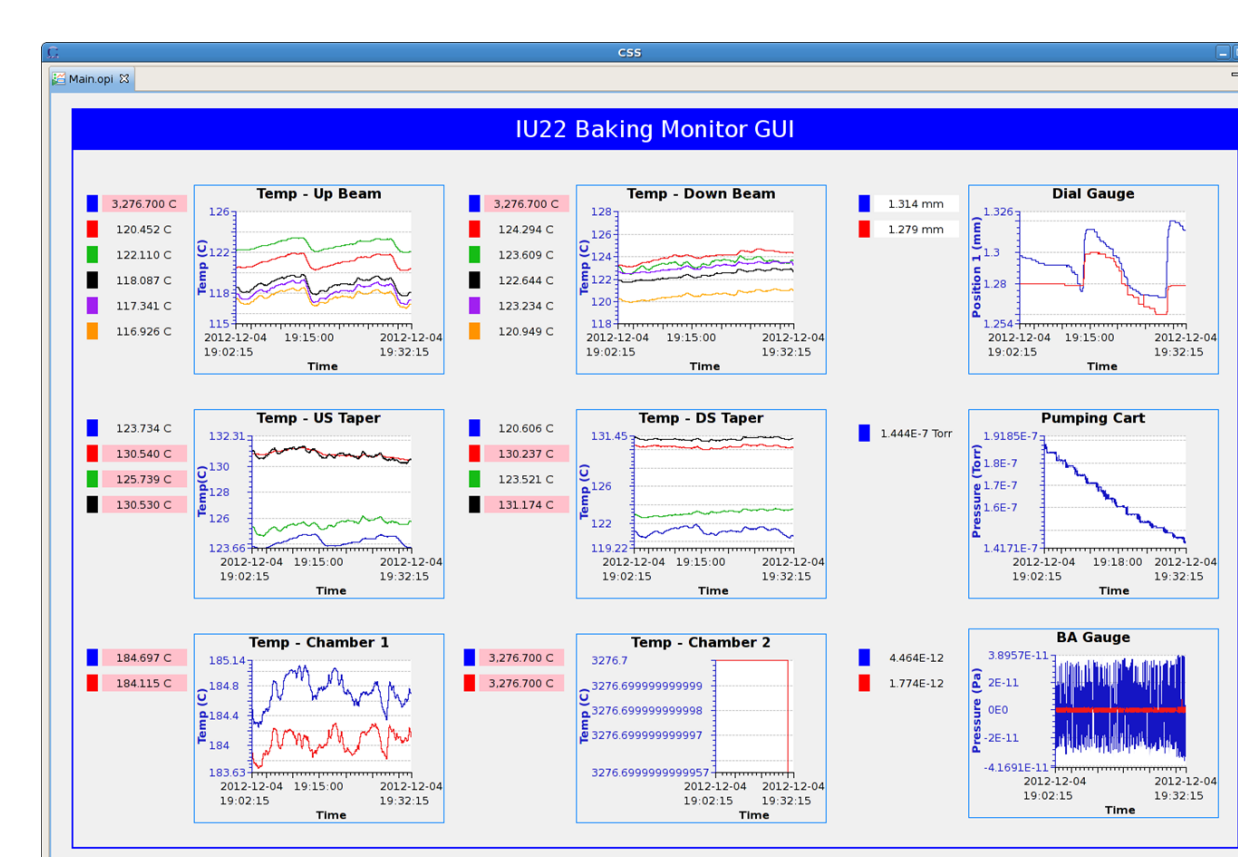 CSS
Main.opi
IU22 Baking Monitor GUI
3,276.700 C
120.452 C
122.110 C
118.087 C
117.341 C
116.926 C
Temp - Up Beam
Temp (C)
126
122
118
115
2012-12-04 19:15:00 2012-12-04
19:02:15 19:32:15
Time
3,276.700 C
124.294 C
123.609 C
122.644 C
123.234 C
120.949 C
Temp - Down Beam
Temp (C)
128
126
124
122
120
118
2012-12-04 19:15:00 2012-12-04
19:02:15 19:32:15
Time
1.314 mm
1.279 mm
Dial Gauge
Position 1 (mm)
1.326
1.3
1.28
1.254
2012-12-04 19:15:00 2012-12-04
19:02:15 19:32:15
Time
123.734 C
130.540 C
125.739 C
130.530 C
Temp - US Taper
Temp(C)
132.31
130
128
126
123.66
2012-12-04 19:15:00 2012-12-04
19:02:15 19:32:15
Time
120.606 C
130.237 C
123.521 C
131.174 C
Temp - DS Taper
Temp (C)
131.45
126
122
119.22
2012-12-04 19:15:00 2012-12-04
19:02:15 19:32:15
Time
1.444E-7 Torr
Pumping Cart
Pressure (Torr)
1.9185E-7
1.8E-7
1.7E-7
1.6E-7
1.4171E-7
2012-12-04 19:18:00 2012-12-04
19:02:15 19:32:15
Time
184.697 C
184.115 C
Temp - Chamber 1
Temp (C)
185.14
184.8
184.4
184
183.63
2012-12-04 19:15:00 2012-12-04
19:02:15 19:32:15
Time
3,276.700 C
3,276.700 C
Temp - Chamber 2
Temp (C)
3276.7
3276.699999999999
3276.699999999998
3276.699999999997
3276.6999999999957
2012-12-04 2012-12-04
19:02:15 19:32:15
Time
4.464E-12
1.774E-12
BA Gauge
Pressure (Pa)
3.8957E-11
2E-11
0E0
-2E-11
-4.1691E-11
2012-12-04 2012-12-04
19:02:15 19:32:15
Time